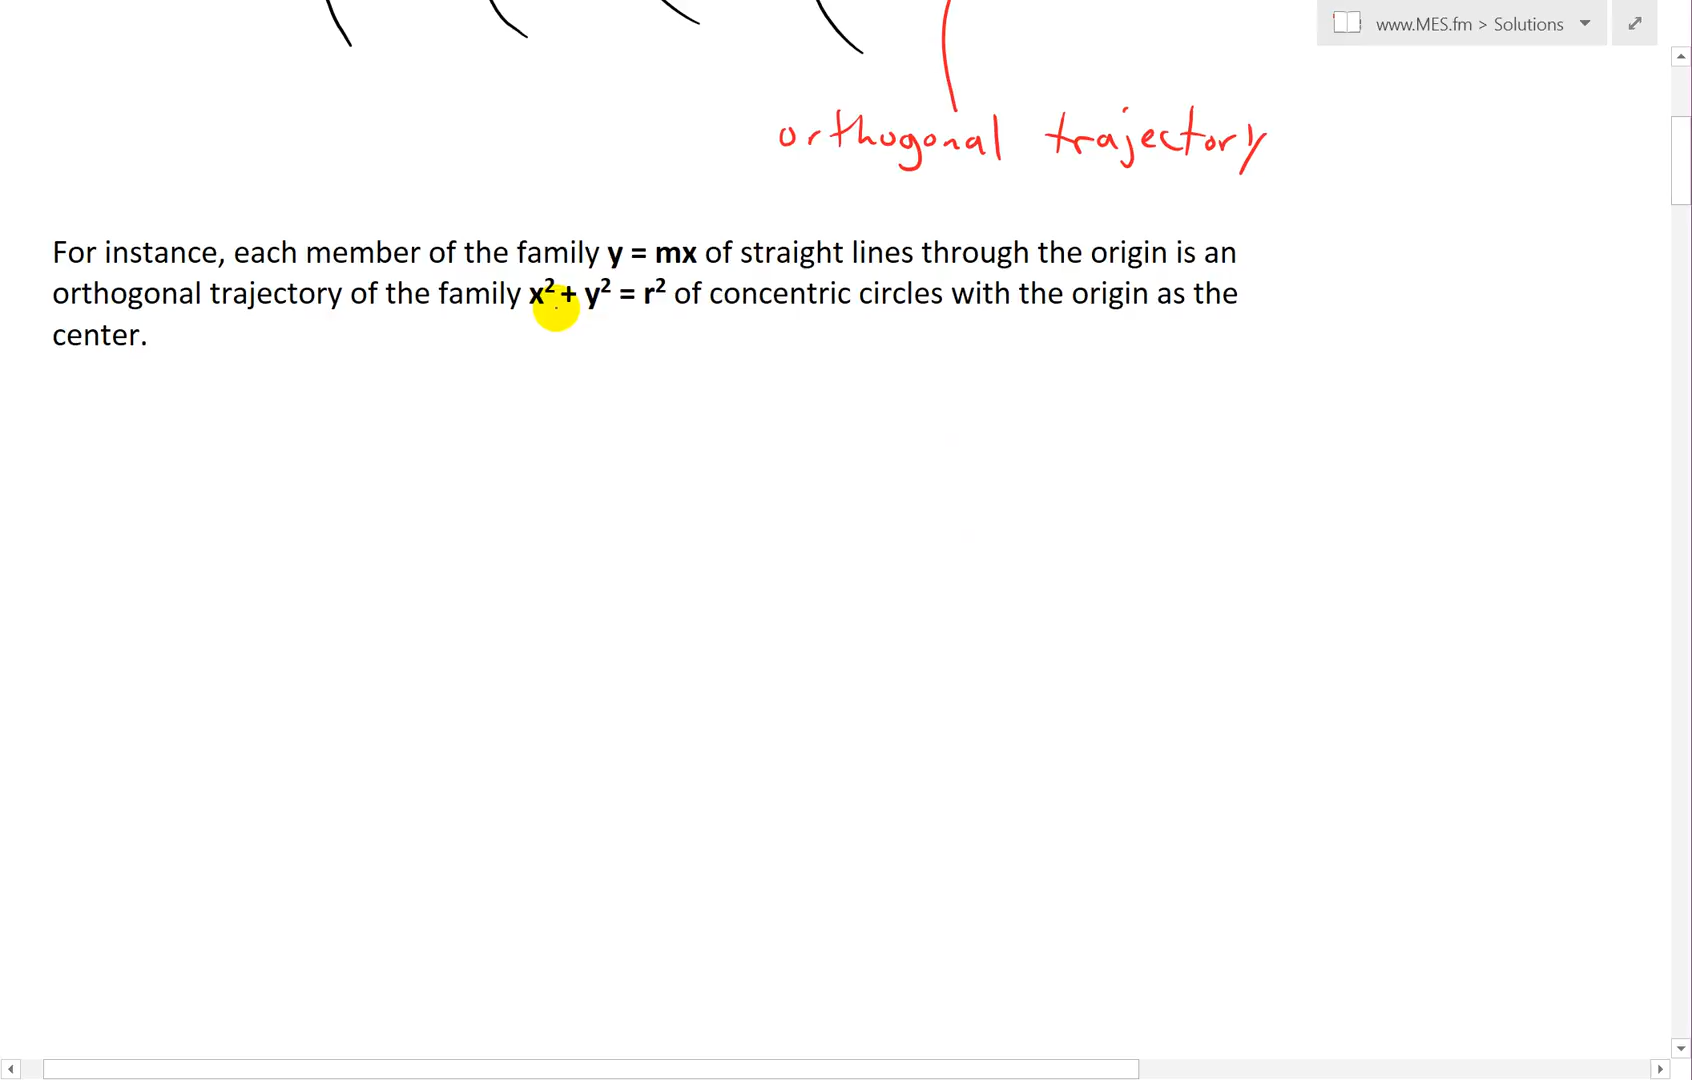 www.MES.fm > Solutions
orthogonal trajectory
For instance, each member of the family y = mx of straight lines through the origin is an
orthogonal trajectory of the family x² + y² = r² of concentric circles with the origin as the
center.